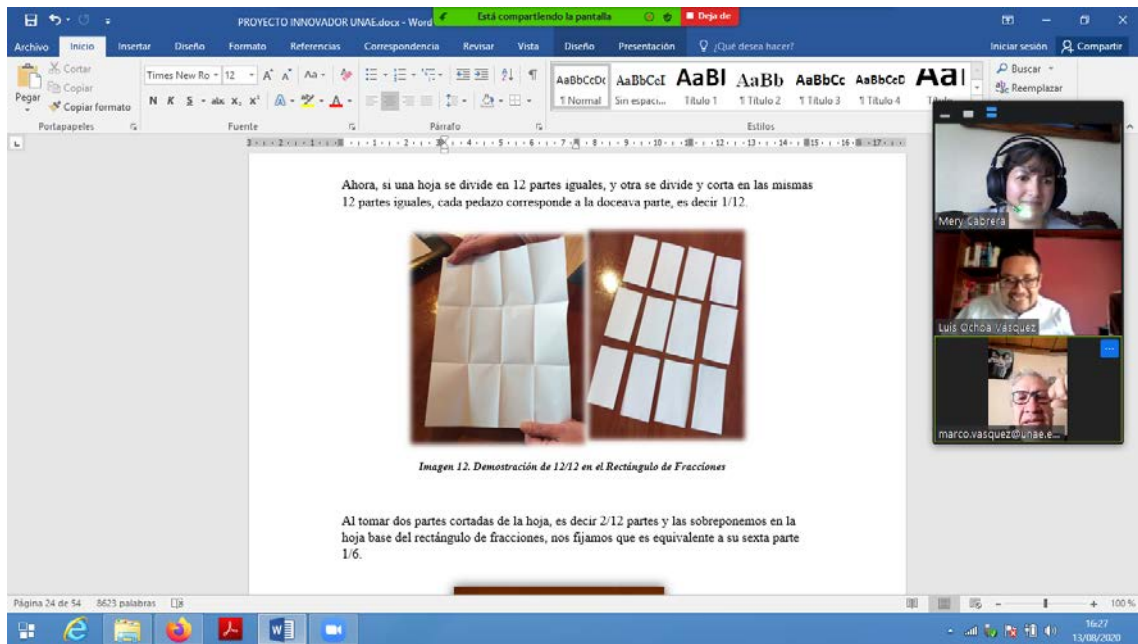 PROYECTO INNOVADOR UNAE.docx - Word
Está compartiendo la pantalla
Deja de
Archivo Inicio Insertar Diseño Formato Referencias Correspondencia Revisar Vista Diseño Presentación ¿Qué desea hacer? Iniciar sesión Compartir
Pegar
Cortar
Copiar
Copiar formato
Portapapeles
Times New Ro 12
N K S abc X₂ X²
Fuente
Párrafo
AaBbCcDc AaBbCcI AaBl AaBb AaBbCc AaBbCcD AaI
¶ Normal Sin espaci... Título 1 ¶ Título 2 ¶ Título 3 ¶ Título 4
Estilos
Buscar
Reemplazar
Ahora, si una hoja se divide en 12 partes iguales, y otra se divide y corta en las mismas
12 partes iguales, cada pedazo corresponde a la doceava parte, es decir 1/12.
Imagen 12. Demostración de 12/12 en el Rectángulo de Fracciones
Al tomar dos partes cortadas de la hoja, es decir 2/12 partes y las sobreponemos en la
hoja base del rectángulo de fracciones, nos fijamos que es equivalente a su sexta parte
1/6.
Mery Cabrera
Luis Ochoa Vásquez
marco.vasquez@unae.e...
Página 24 de 54 8623 palabras
100 %
16:27
13/08/2020